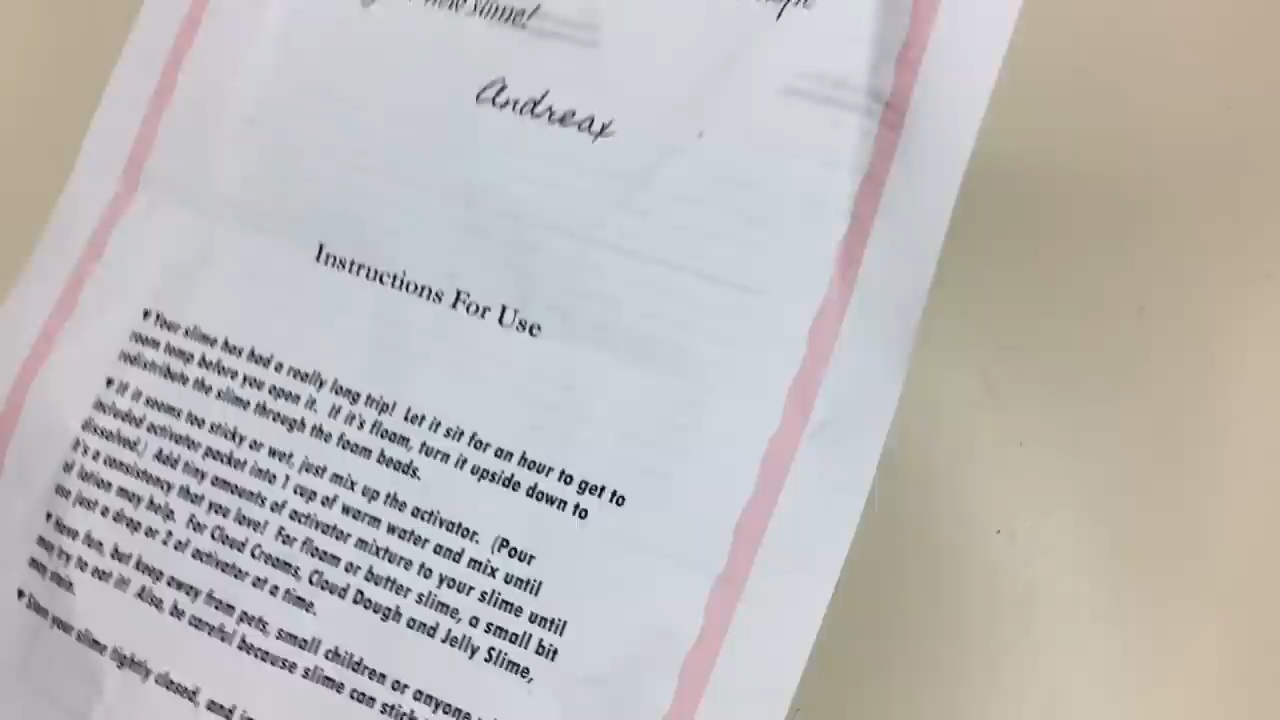 new slime!
Andreax
Instructions For Use
♥ Your slime has had a really long trip! Let it sit for an hour to get to
room temp before you open it. If it's floam, turn it upside down to
redistribute the slime through the foam beads.
♥ If it seems too sticky or wet, just mix up the activator. (Pour
included activator packet into 1 cup of warm water and mix until
dissolved.) Add tiny amounts of activator mixture to your slime until
it's a consistency that you love! For floam or butter slime, a small bit
of lotion may help. For Cloud Creams, Cloud Dough and Jelly Slime,
use just a drop or 2 of activator at a time.
♥ Have fun, but keep away from pets, small children or anyone
may try to eat it! Also, be careful because slime can stick
♥ Store your slime tightly closed, and